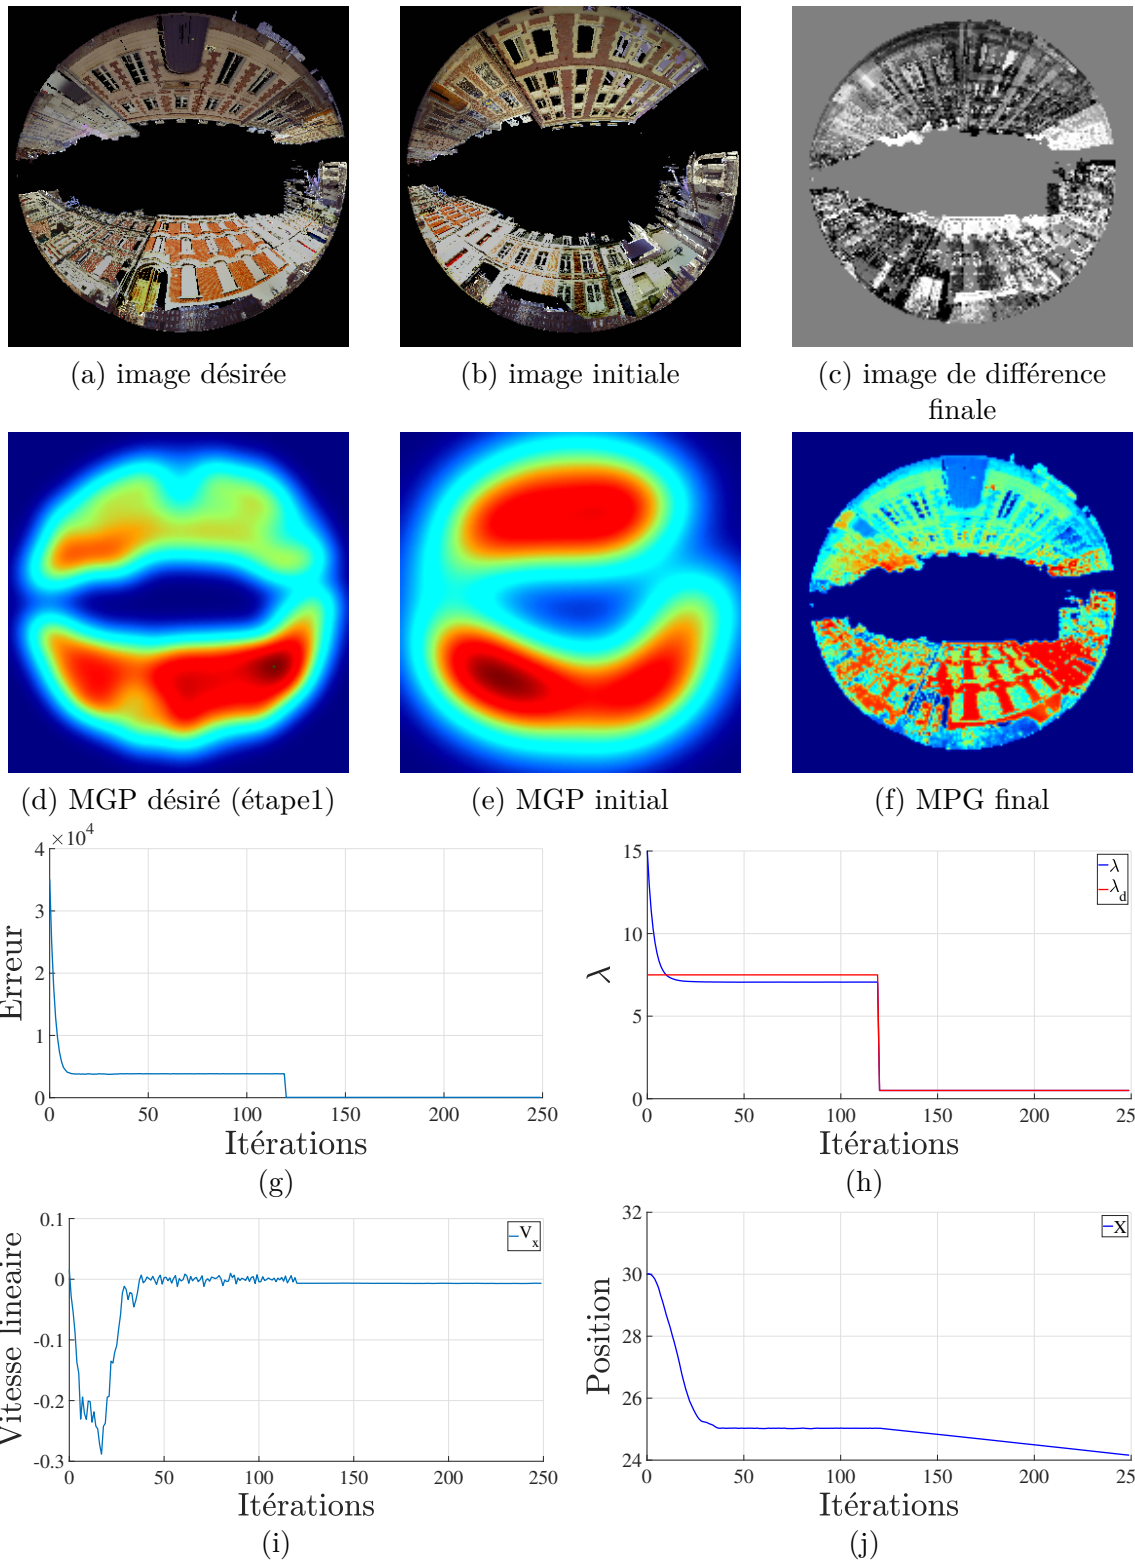 (a) image désirée
(b) image initiale
(c) image de différence
finale
(d) MGP désiré (étape1)
(e) MGP initial
(f) MPG final
×10⁴
4
3
2
1
0
0 50 100 150 200 250
Erreur
Itérations
(g)
15
10
5
0
0 50 100 150 200 250
λ
λ
λd
Itérations
(h)
0.1
0
-0.1
-0.2
-0.3
0 50 100 150 200 250
Vitesse lineaire
Vx
Itérations
(i)
32
30
28
26
24
0 50 100 150 200 250
Position
X
Itérations
(j)